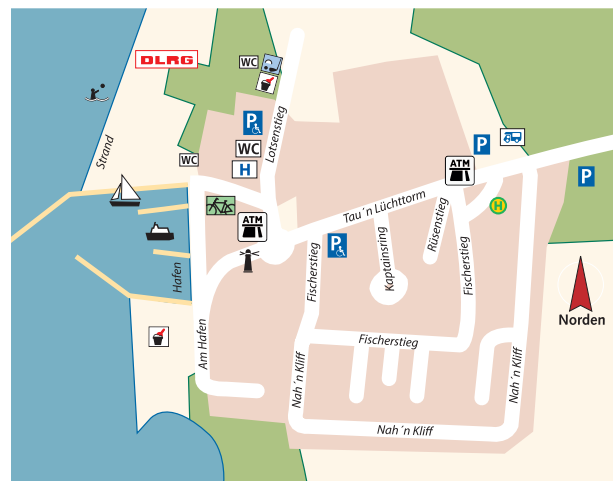 DLRG
WC
P
WC
H
WC
Lotsenstieg
Strand
ATM
P
P
H
Tau´n Lüchttorm
ATM
P
Rüsenstieg
Kaptainsring
Fischerstieg
Fischerstieg
Hafen
Norden
Am Hafen
Fischerstieg
Nah´n Kliff
Nah´n Kliff
Nah´n Kliff